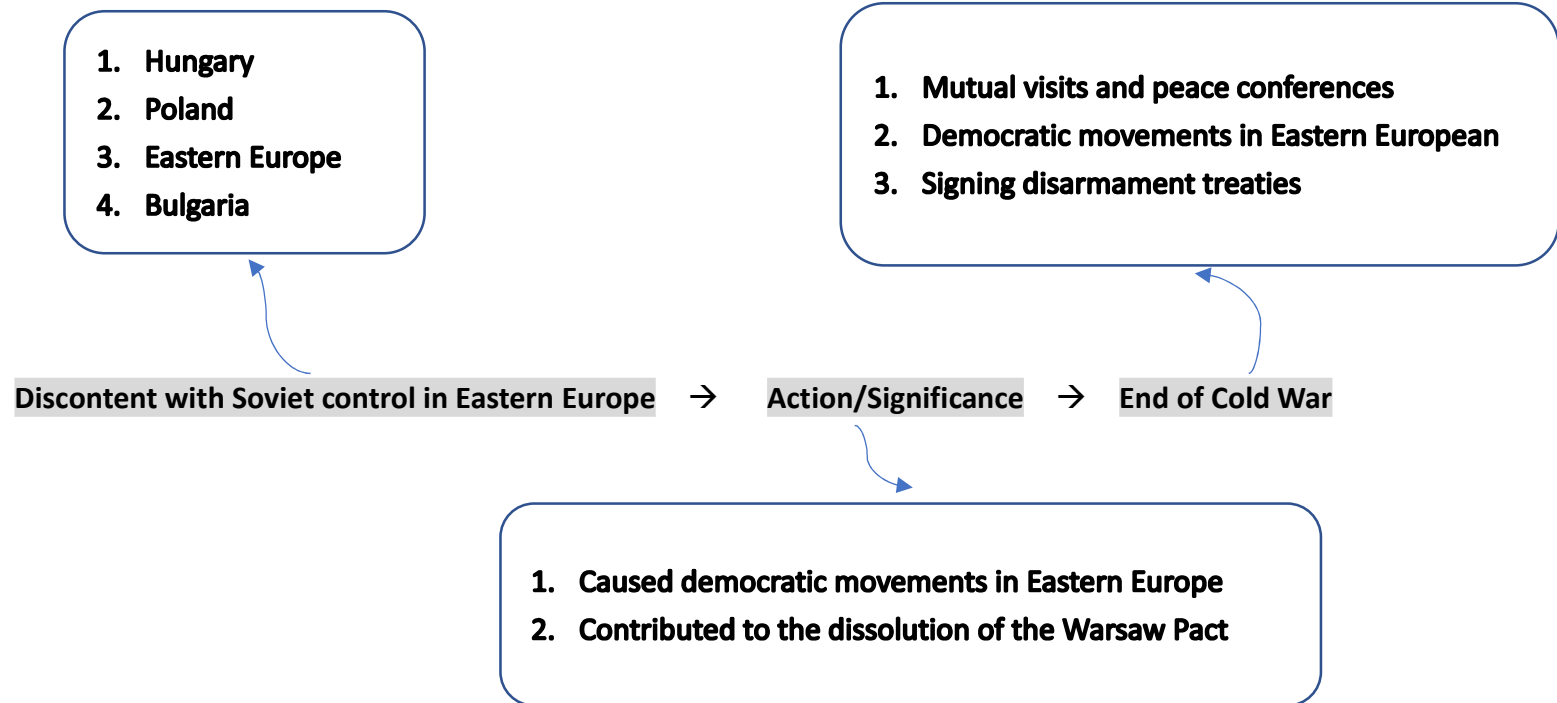 1. Hungary
2. Poland
3. Eastern Europe
4. Bulgaria
1. Mutual visits and peace conferences
2. Democratic movements in Eastern European
3. Signing disarmament treaties
Discontent with Soviet control in Eastern Europe → Action/Significance → End of Cold War
1. Caused democratic movements in Eastern Europe
2. Contributed to the dissolution of the Warsaw Pact